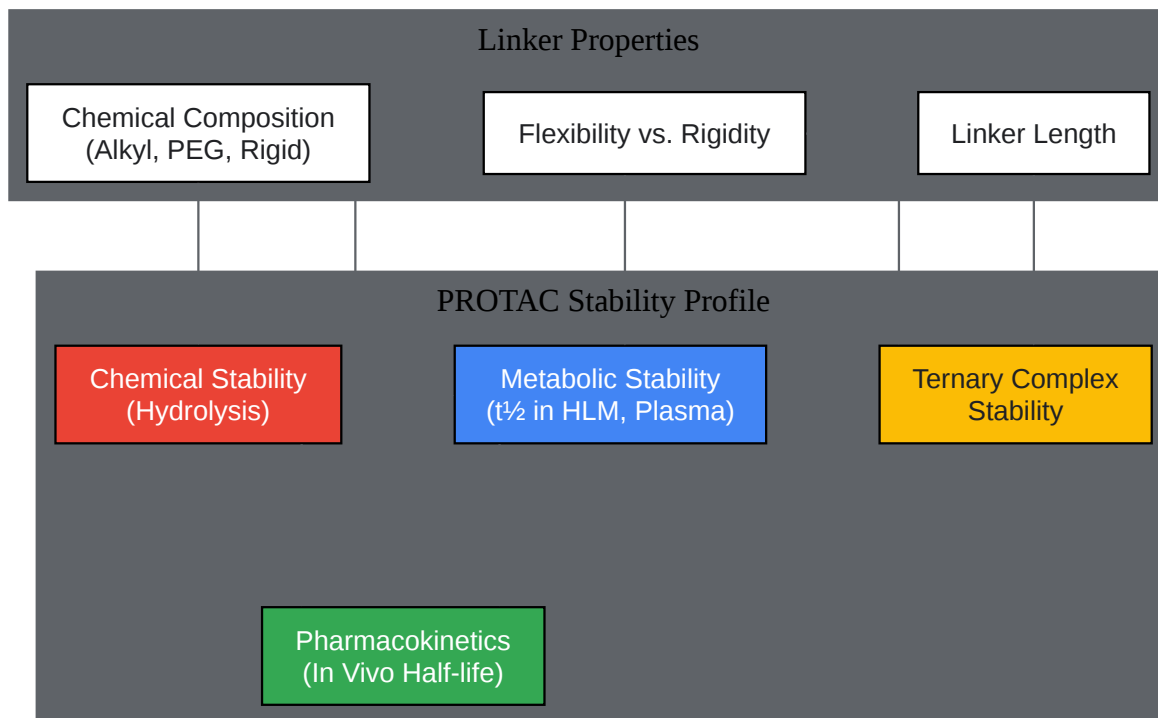 Linker Properties
Chemical Composition
(Alkyl, PEG, Rigid)
Flexibility vs. Rigidity
Linker Length
PROTAC Stability Profile
Chemical Stability
(Hydrolysis)
Metabolic Stability
(t½ in HLM, Plasma)
Ternary Complex
Stability
Pharmacokinetics
(In Vivo Half-life)